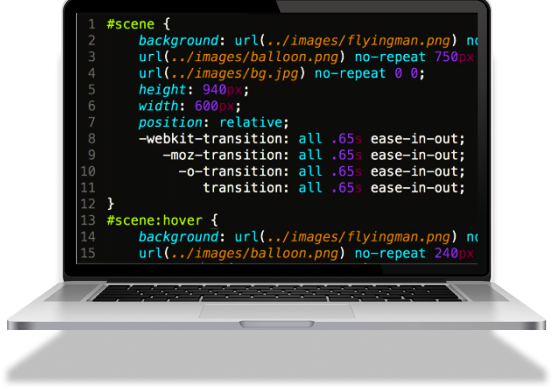 1 #scene {
2 background: url(../images/flyingman.png) no
3 url(../images/balloon.png) no-repeat 750px
4 url(../images/bg.jpg) no-repeat 0 0;
5 height: 940px;
6 width: 600px;
7 position: relative;
8 -webkit-transition: all .65s ease-in-out;
9 -moz-transition: all .65s ease-in-out;
10 -o-transition: all .65s ease-in-out;
11 transition: all .65s ease-in-out;
12 }
13 #scene:hover {
14 background: url(../images/flyingman.png) no
15 url(../images/balloon.png) no-repeat 240px